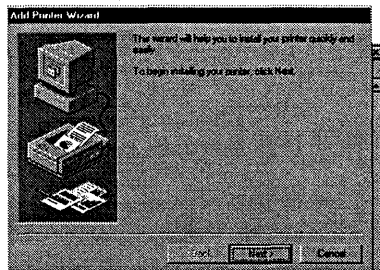 Add Printer Wizard
This wizard will help you to install your printer quickly and
easily.
To begin installing your printer, click Next.
< Back
Next >
Cancel